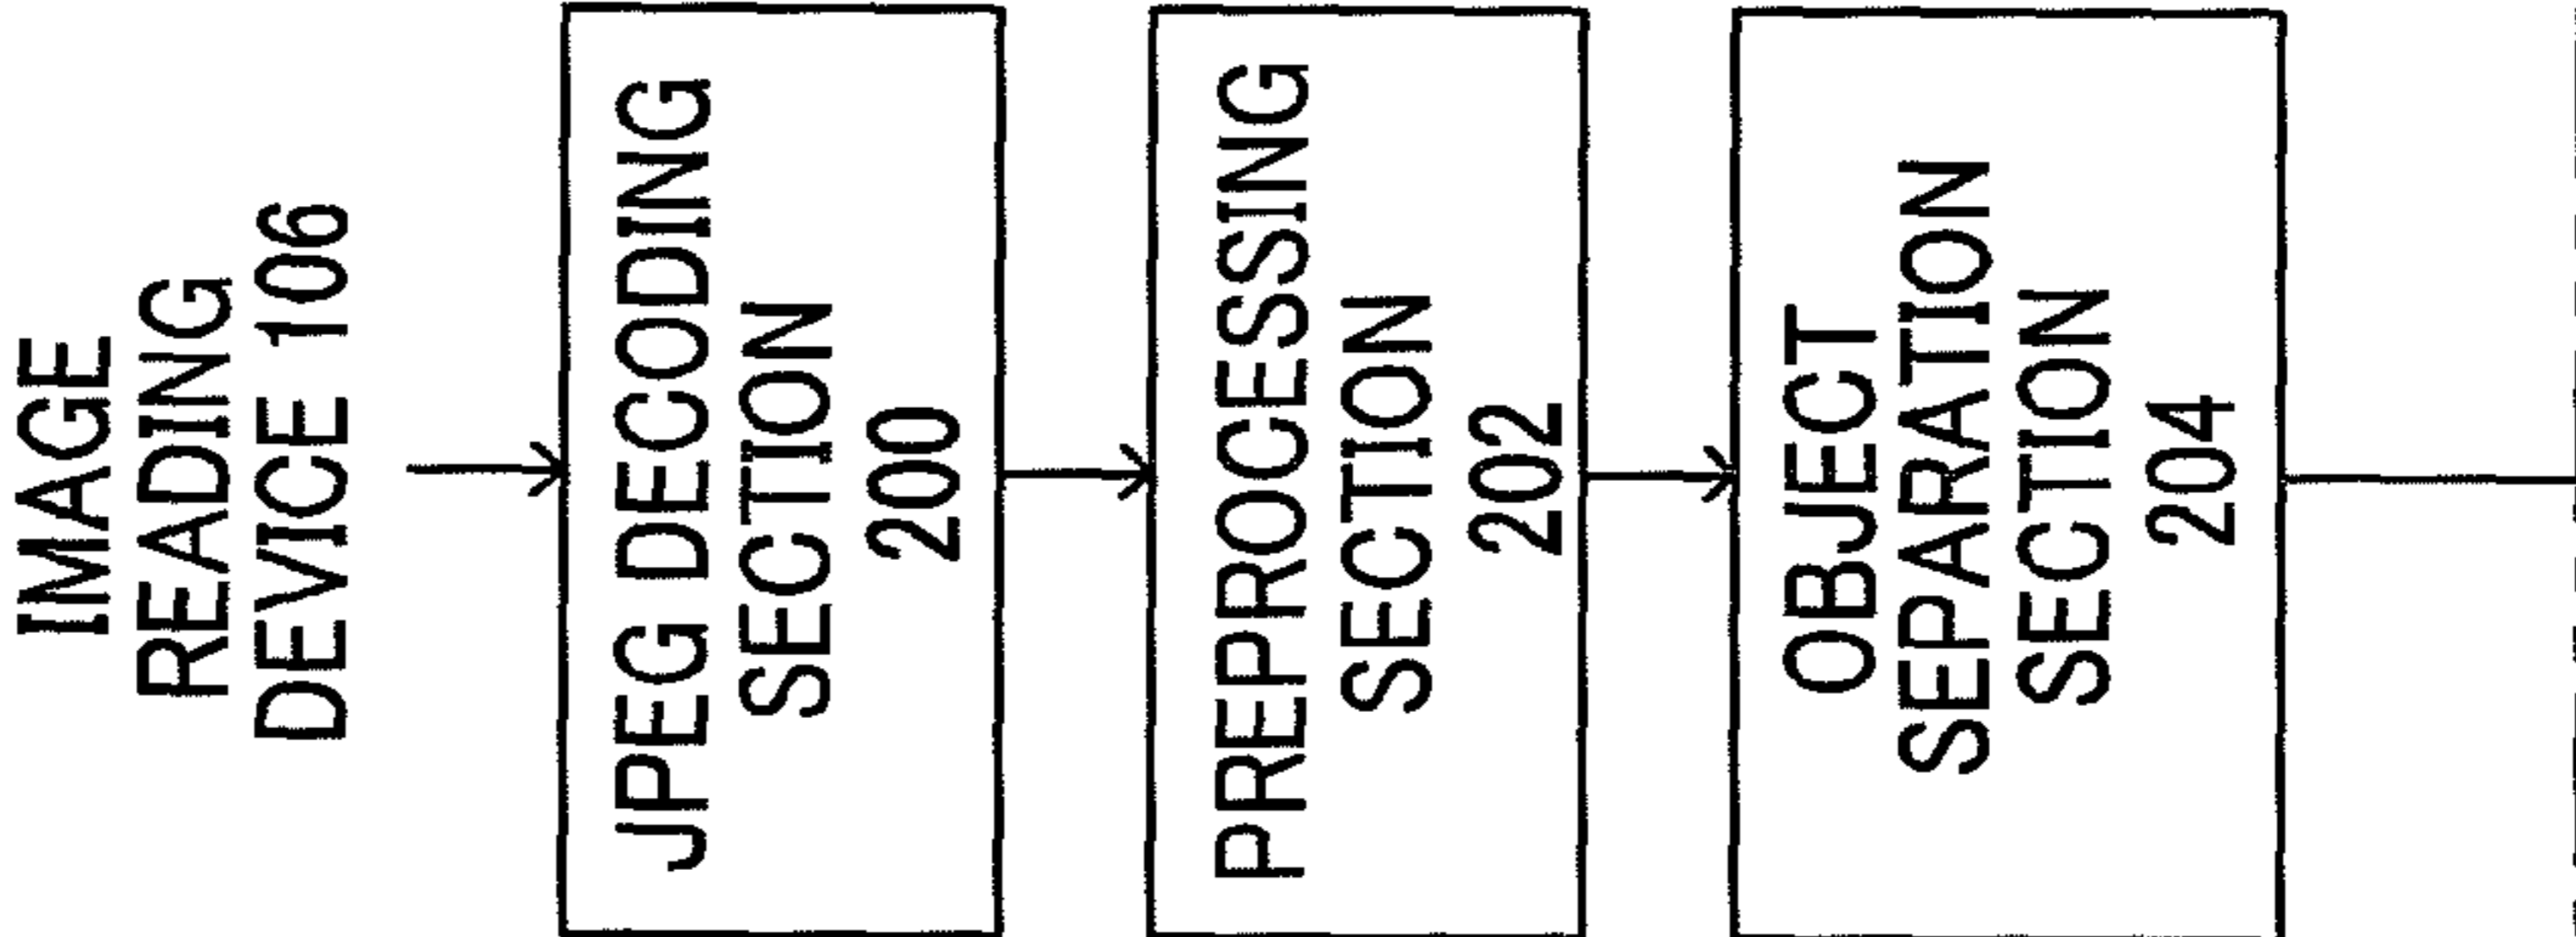 IMAGE
READING
DEVICE 106
JPEG DECODING
SECTION
200
PREPROCESSING
SECTION
202
OBJECT
SEPARATION
SECTION
204